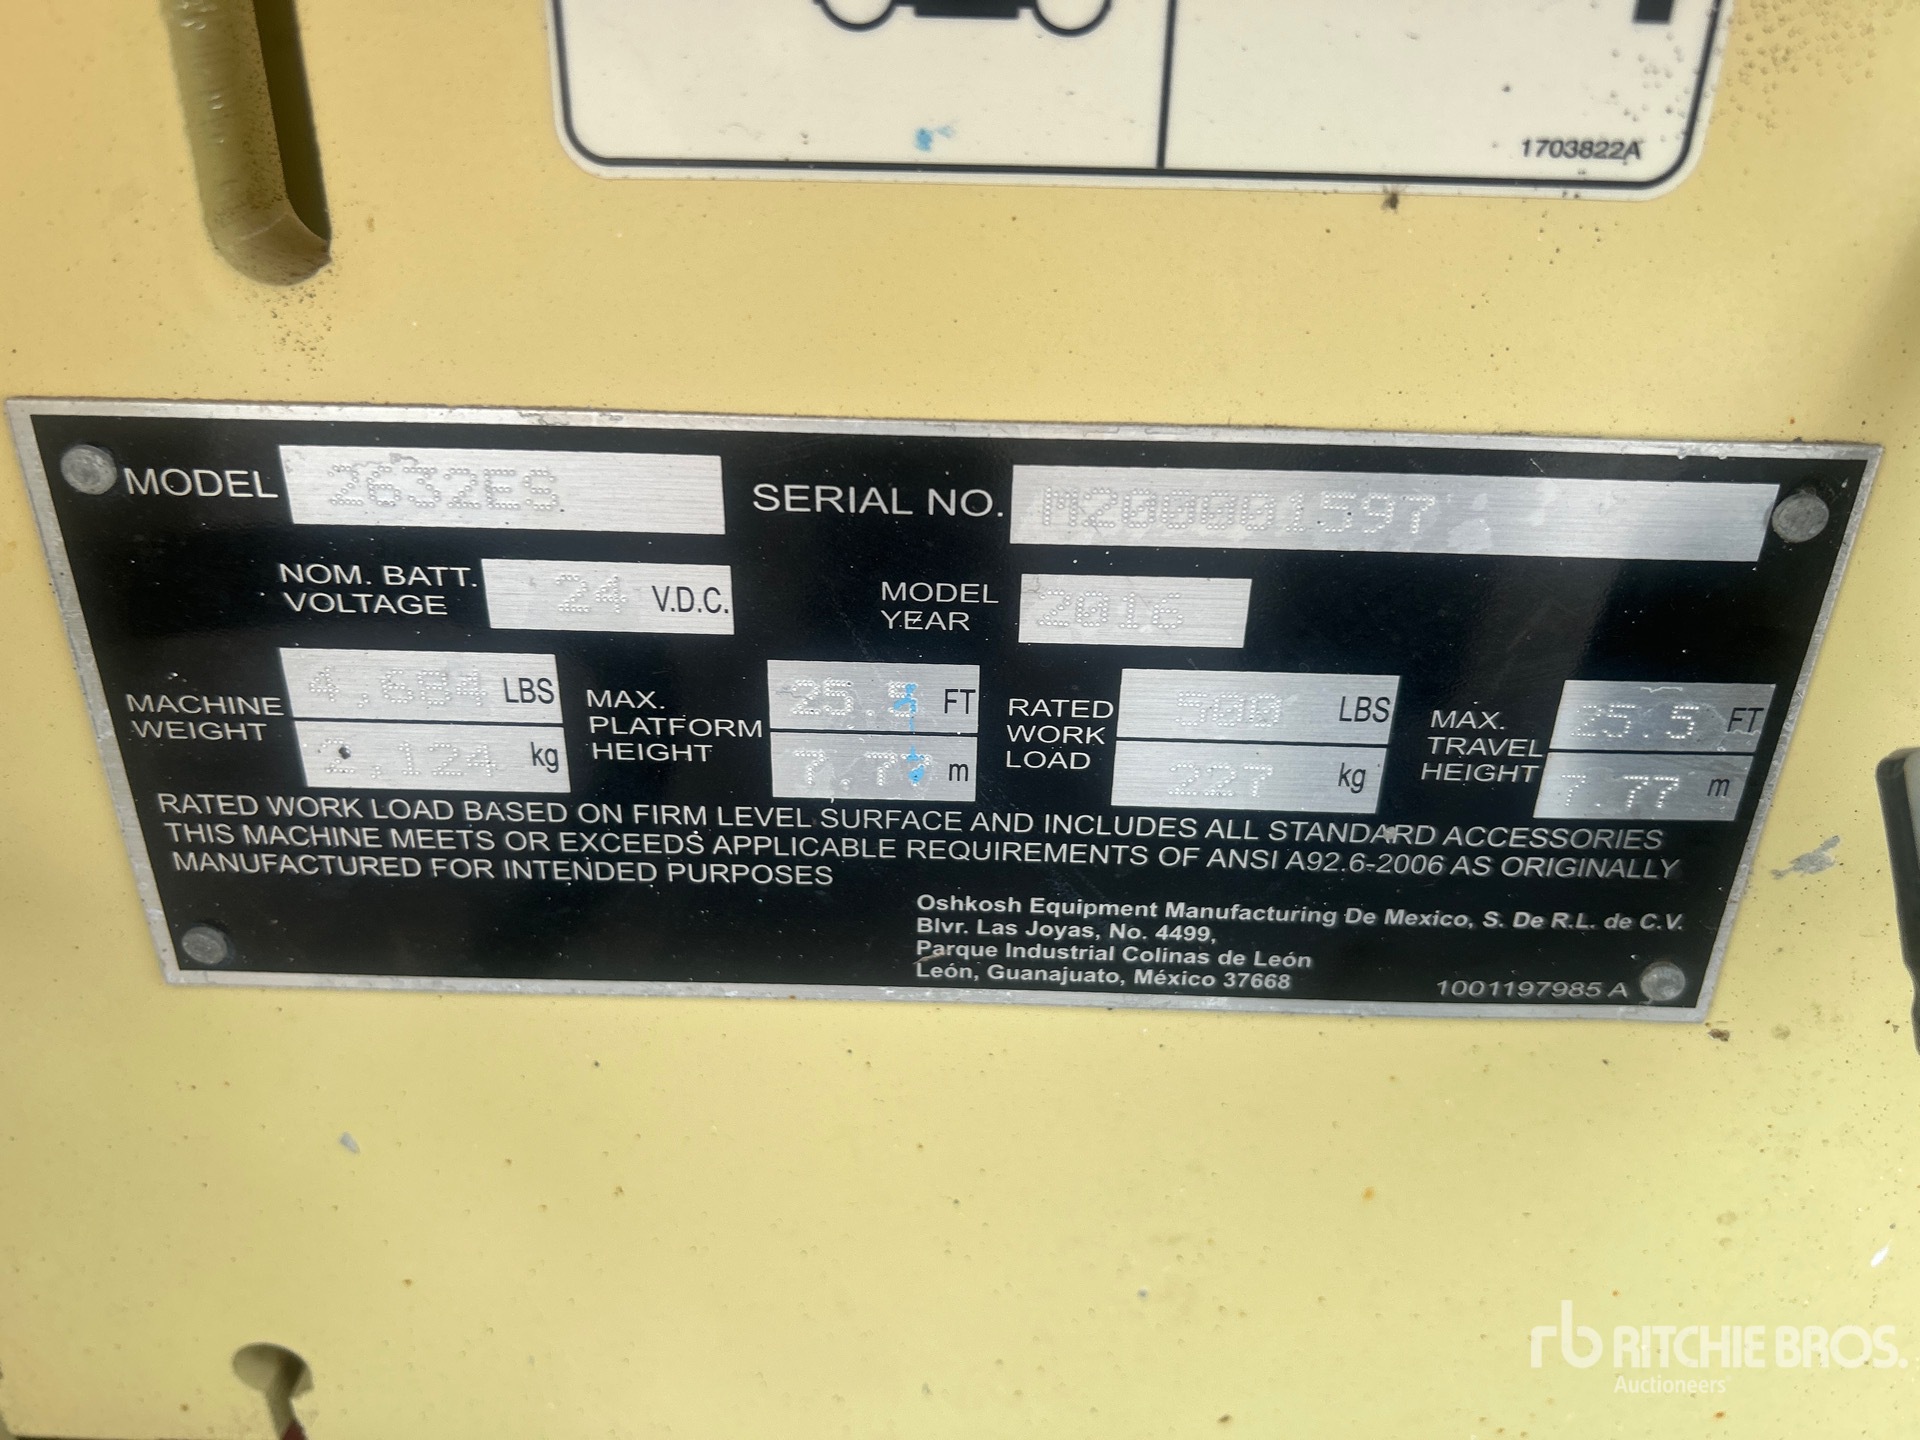 1703822A
MODEL 2632ES SERIAL NO. M200001597
NOM. BATT. VOLTAGE 24 V.D.C. MODEL YEAR 2016
MACHINE WEIGHT 4,684 LBS 2,124 kg MAX. PLATFORM HEIGHT 25.5 FT 7.77 m RATED WORK LOAD 500 LBS 227 kg MAX. TRAVEL HEIGHT 25.5 FT 7.77 m
RATED WORK LOAD BASED ON FIRM LEVEL SURFACE AND INCLUDES ALL STANDARD ACCESSORIES
THIS MACHINE MEETS OR EXCEEDS APPLICABLE REQUIREMENTS OF ANSI A92.6-2006 AS ORIGINALLY
MANUFACTURED FOR INTENDED PURPOSES
Oshkosh Equipment Manufacturing De Mexico, S. De R.L. de C.V.
Blvr. Las Joyas, No. 4499,
Parque Industrial Colinas de León
León, Guanajuato, México 37668
1001197985 A
rb RITCHIE BROS.
Auctioneers